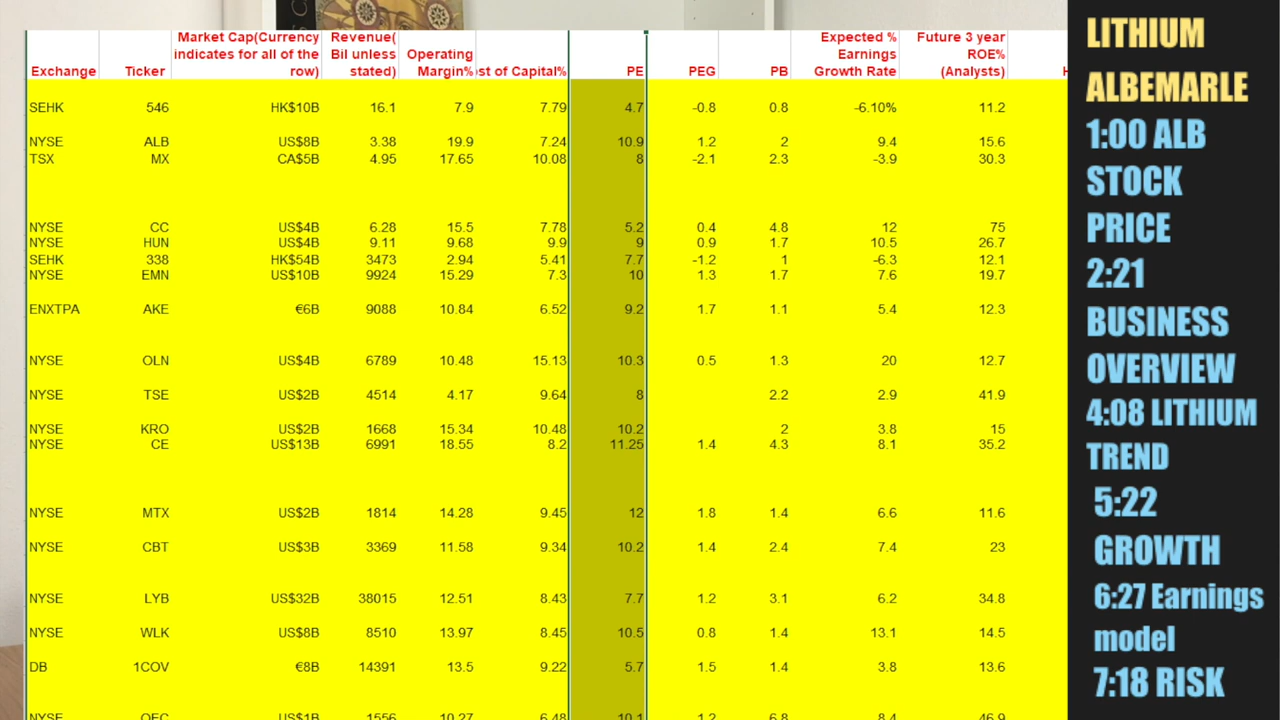 Market Cap(Currency indicates for all of the row)
Revenue( Bil unless stated)
Operating Margin%
Expected % Earnings Growth Rate
Future 3 year ROE% (Analysts)
Exchange Ticker of Capital% PE PEG PB
SEHK 546 HK$10B 16.1 7.9 7.79 4.7 -0.8 0.8 -6.10% 11.2
NYSE ALB US$8B 3.38 19.9 7.24 10.9 1.2 2 9.4 15.6
TSX MX CA$5B 4.95 17.65 10.08 8 -2.1 2.3 -3.9 30.3
NYSE CC US$4B 6.28 15.5 7.78 5.2 0.4 4.8 12 75
NYSE HUN US$4B 9.11 9.68 9.9 9 0.9 1.7 10.5 26.7
SEHK 338 HK$54B 3473 2.94 5.41 7.7 -1.2 1 -6.3 12.1
NYSE EMN US$10B 9924 15.29 7.3 10 1.3 1.7 7.6 19.7
ENXTPA AKE €6B 9088 10.84 6.52 9.2 1.7 1.1 5.4 12.3
NYSE OLN US$4B 6789 10.48 15.13 10.3 0.5 1.3 20 12.7
NYSE TSE US$2B 4514 4.17 9.64 8 2.2 2.9 41.9
NYSE KRO US$2B 1668 15.34 10.48 10.2 2 3.8 15
NYSE CE US$13B 6991 18.55 8.2 11.25 1.4 4.3 8.1 35.2
NYSE MTX US$2B 1814 14.28 9.45 12 1.8 1.4 6.6 11.6
NYSE CBT US$3B 3369 11.58 9.34 10.2 1.4 2.4 7.4 23
NYSE LYB US$32B 38015 12.51 8.43 7.7 1.2 3.1 6.2 34.8
NYSE WLK US$8B 8510 13.97 8.45 10.5 0.8 1.4 13.1 14.5
DB 1COV €8B 14391 13.5 9.22 5.7 1.5 1.4 3.8 13.6
NYSE OEC US$1B 1556 10.27 6.48 10.1 1.2 6.8 8.4 46.9
LITHIUM
ALBEMARLE
1:00 ALB
STOCK
PRICE
2:21
BUSINESS
OVERVIEW
4:08 LITHIUM
TREND
5:22
GROWTH
6:27 Earnings
model
7:18 RISK